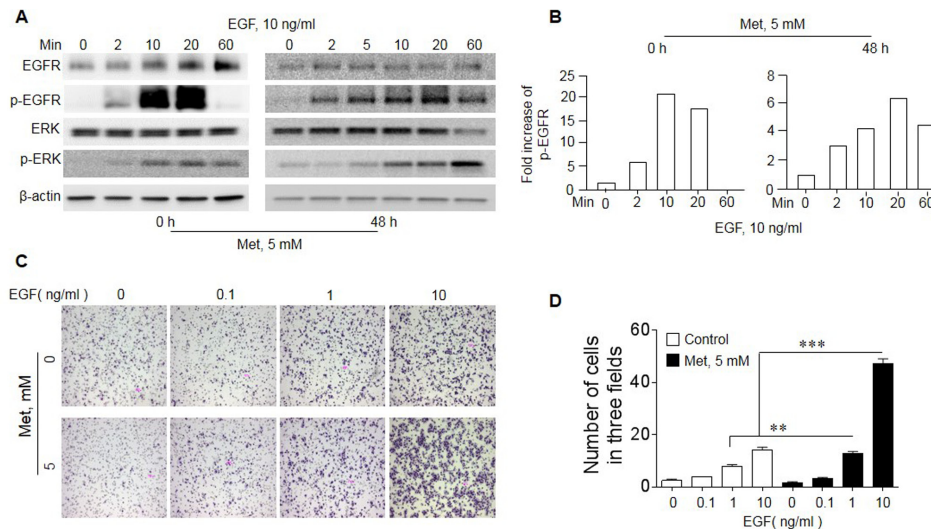 A
EGF, 10 ng/ml
Min 0 2 10 20 60 0 2 5 10 20 60
EGFR
p-EGFR
ERK
p-ERK
β-actin
0 h 48 h
Met, 5 mM
B
Met, 5 mM
0 h 48 h
Fold increase of
p-EGFR
25
20
15
10
5
0
Min 0 2 10 20 60
8
6
4
2
0
0 2 10 20 60
EGF, 10 ng/ml
C
EGF( ng/ml ) 0 0.1 1 10
Met, mM
0
5
D
Number of cells
in three fields
60
40
20
0
Control
Met, 5 mM
***
**
0 0.1 1 10 0 0.1 1 10
EGF( ng/ml )